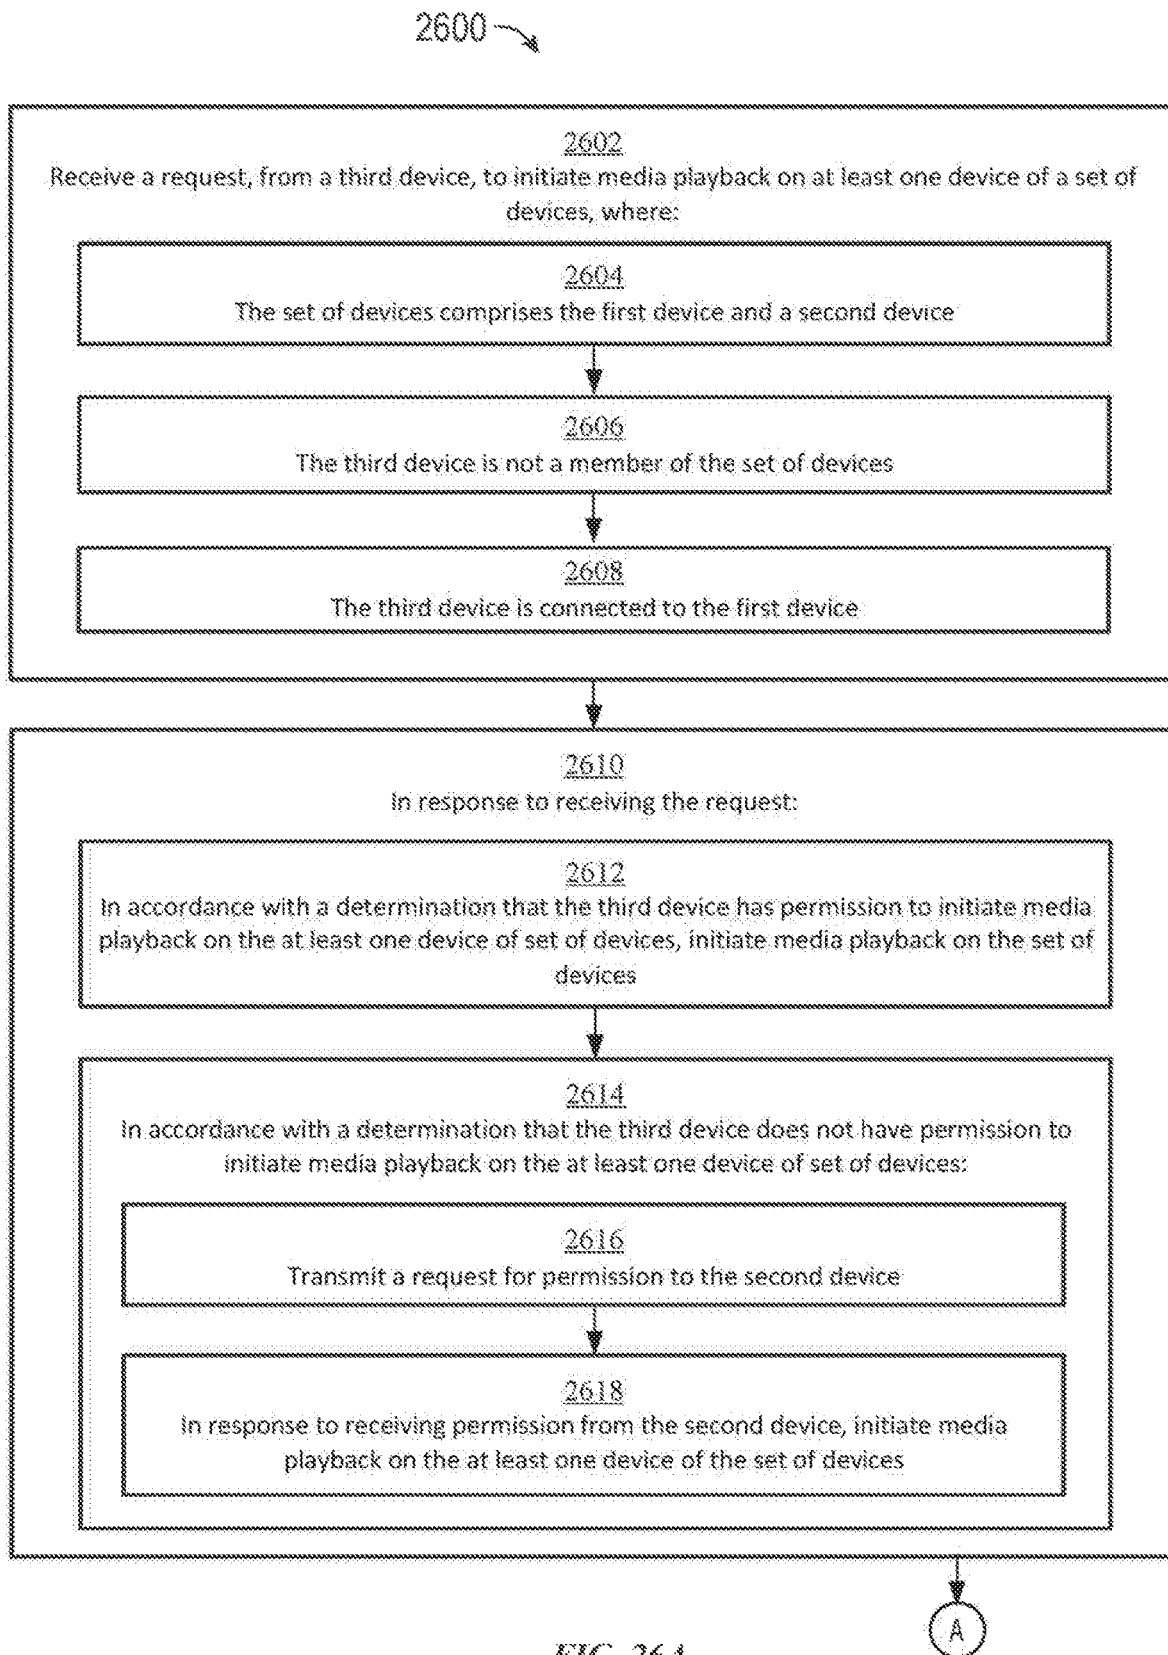 2600
2602
Receive a request, from a third device, to initiate media playback on at least one device of a set of
devices, where:
2604
The set of devices comprises the first device and a second device
2606
The third device is not a member of the set of devices
2608
The third device is connected to the first device
2610
In response to receiving the request:
2612
In accordance with a determination that the third device has permission to initiate media
playback on the at least one device of set of devices, initiate media playback on the set of
devices
2614
In accordance with a determination that the third device does not have permission to
initiate media playback on the at least one device of set of devices:
2616
Transmit a request for permission to the second device
2618
In response to receiving permission from the second device, initiate media
playback on the at least one device of the set of devices
A
FIG. 26A